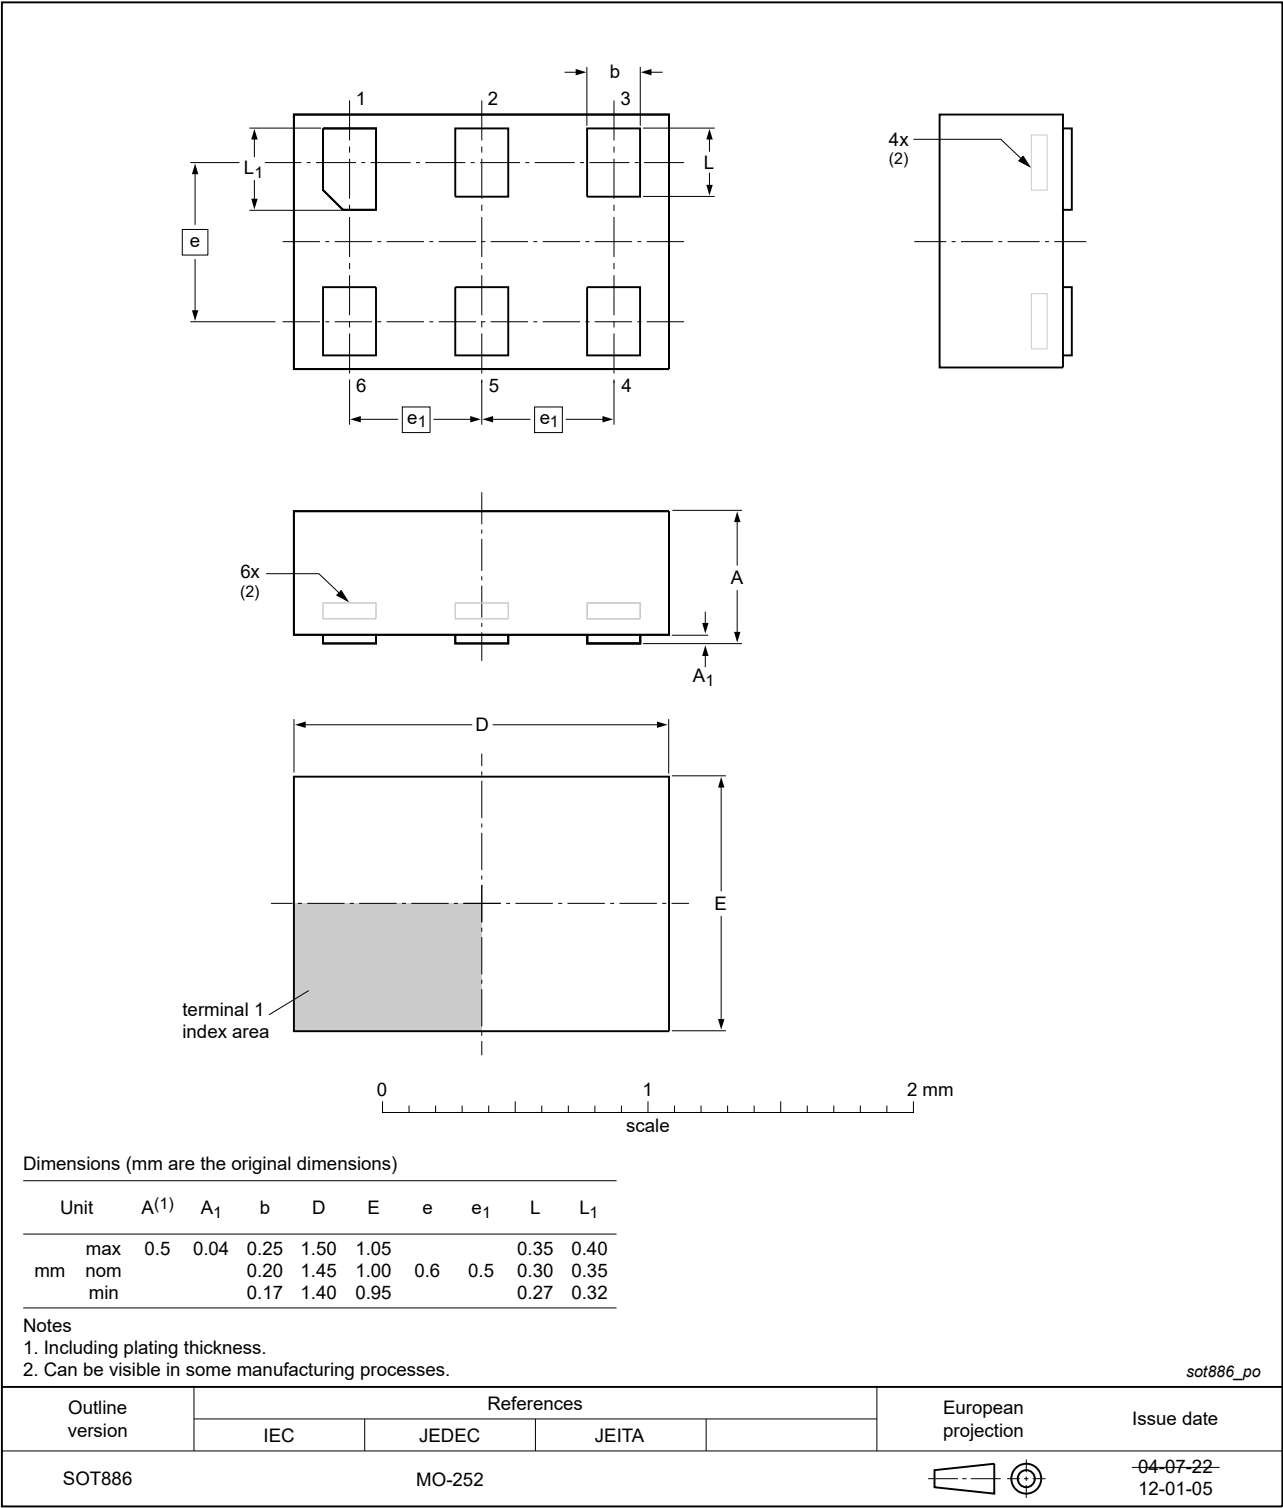 b
1 2 3
L1 L
e
6 5 4
e1 e1
4x
(2)
6x
(2)
A
A1
D
E
terminal 1
index area
0 1 2 mm
scale
Dimensions (mm are the original dimensions)
Unit A(1) A1 b D E e e1 L L1
max 0.5 0.04 0.25 1.50 1.05 0.35 0.40
mm nom 0.20 1.45 1.00 0.6 0.5 0.30 0.35
min 0.17 1.40 0.95 0.27 0.32
Notes
1. Including plating thickness.
2. Can be visible in some manufacturing processes.
sot886_po
Outline
version
References
IEC JEDEC JEITA
European
projection
Issue date
SOT886 MO-252
04-07-22
12-01-05